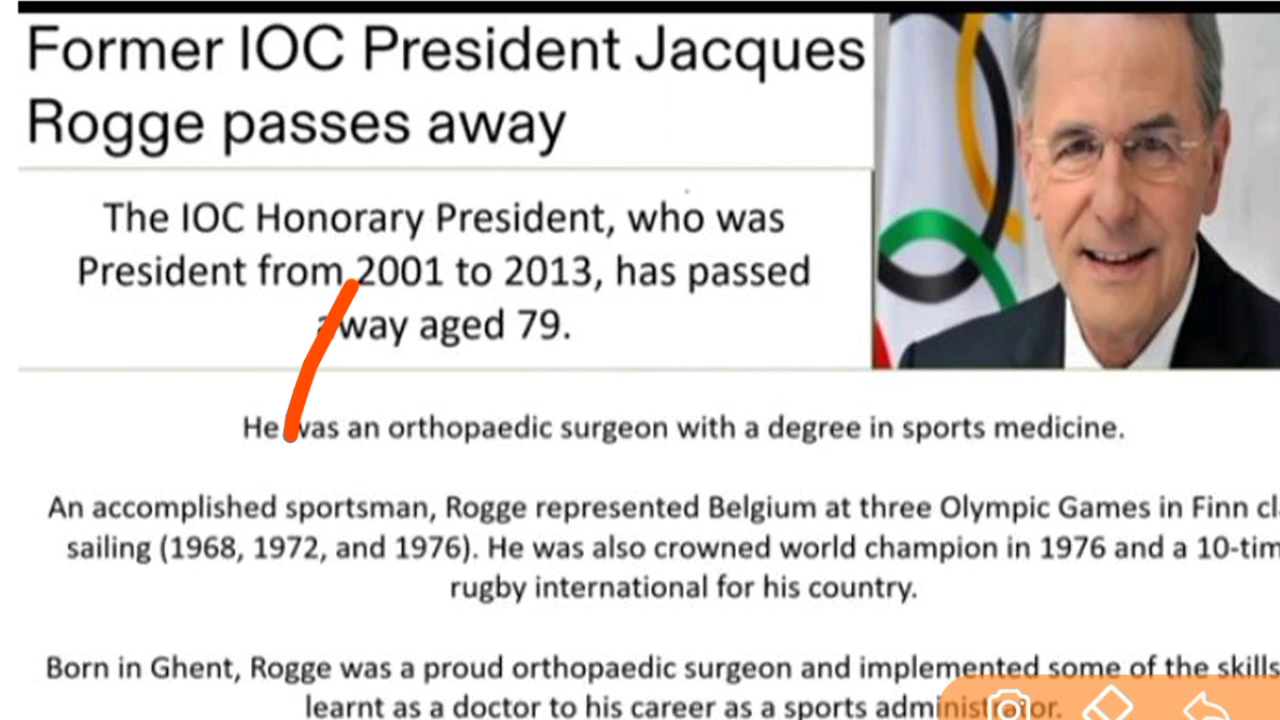 Former IOC President Jacques
Rogge passes away
The IOC Honorary President, who was
President from 2001 to 2013, has passed
away aged 79.
He was an orthopaedic surgeon with a degree in sports medicine.
An accomplished sportsman, Rogge represented Belgium at three Olympic Games in Finn
sailing (1968, 1972, and 1976). He was also crowned world champion in 1976 and a
rugby international for his country.
Born in Ghent, Rogge was a proud orthopaedic surgeon and implemented some of the skills
learnt as a doctor to his career as a sports administrator.